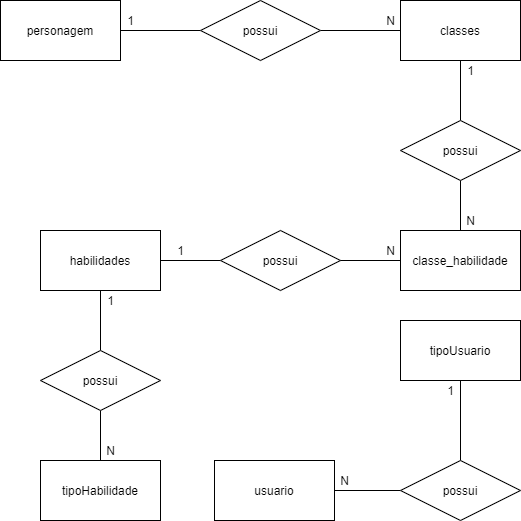 personagem
1
possui
N
classes
1
possui
N
habilidades
1
possui
N
classe_habilidade
1
possui
N
tipoHabilidade
tipoUsuario
1
possui
N
usuario